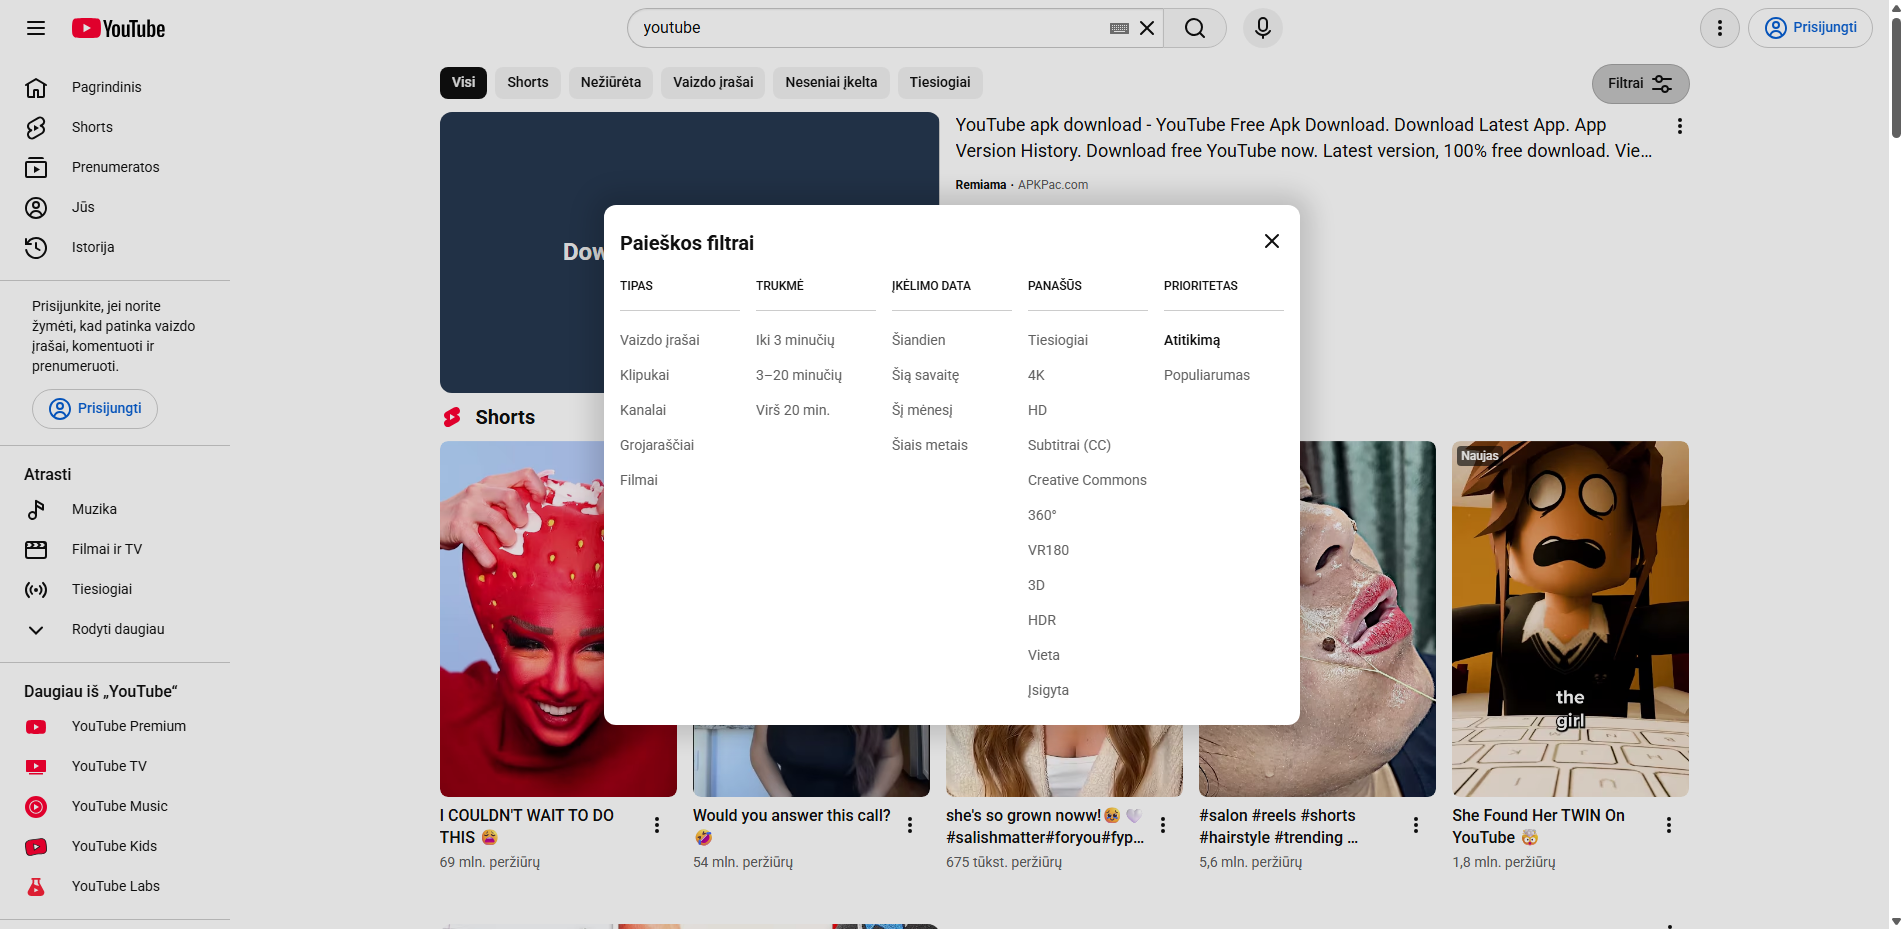 YouTube
youtube
Prisijungti
Pagrindinis
Shorts
Prenumeratos
Jūs
Istorija
Prisijunkite, jei norite
žymėti, kad patinka vaizdo
įrašai, komentuoti ir
prenumeruoti.
Prisijungti
Atrasti
Muzika
Filmai ir TV
Tiesiogiai
Rodyti daugiau
Daugiau iš „YouTube“
YouTube Premium
YouTube TV
YouTube Music
YouTube Kids
YouTube Labs
Visi
Shorts
Nežiūrėta
Vaizdo įrašai
Neseniai įkelta
Tiesiogiai
Filtrai
YouTube apk download - YouTube Free Apk Download. Download Latest App. App
Version History. Download free YouTube now. Latest version, 100% free download. Vie...
Remiama · APKPac.com
Paieškos filtrai
TIPAS
Vaizdo įrašai
Klipukai
Kanalai
Grojaraščiai
Filmai
TRUKMĖ
Iki 3 minučių
3–20 minučių
Virš 20 min.
ĮKĖLIMO DATA
Šiandien
Šią savaitę
Šį mėnesį
Šiais metais
PANAŠŪS
Tiesiogiai
4K
HD
Subtitrai (CC)
Creative Commons
360°
VR180
3D
HDR
Vieta
Įsigyta
PRIORITETAS
Atitikimą
Populiarumas
Shorts
Naujas
the
girl
I COULDN'T WAIT TO DO
THIS 😩
69 mln. peržiūrų
Would you answer this call?
🤣
54 mln. peržiūrų
she's so grown noww!🥹🤍
#salishmatter#foryou#fyp...
675 tūkst. peržiūrų
#salon #reels #shorts
#hairstyle #trending ...
5,6 mln. peržiūrų
She Found Her TWIN On
YouTube 🤯
1,8 mln. peržiūrų